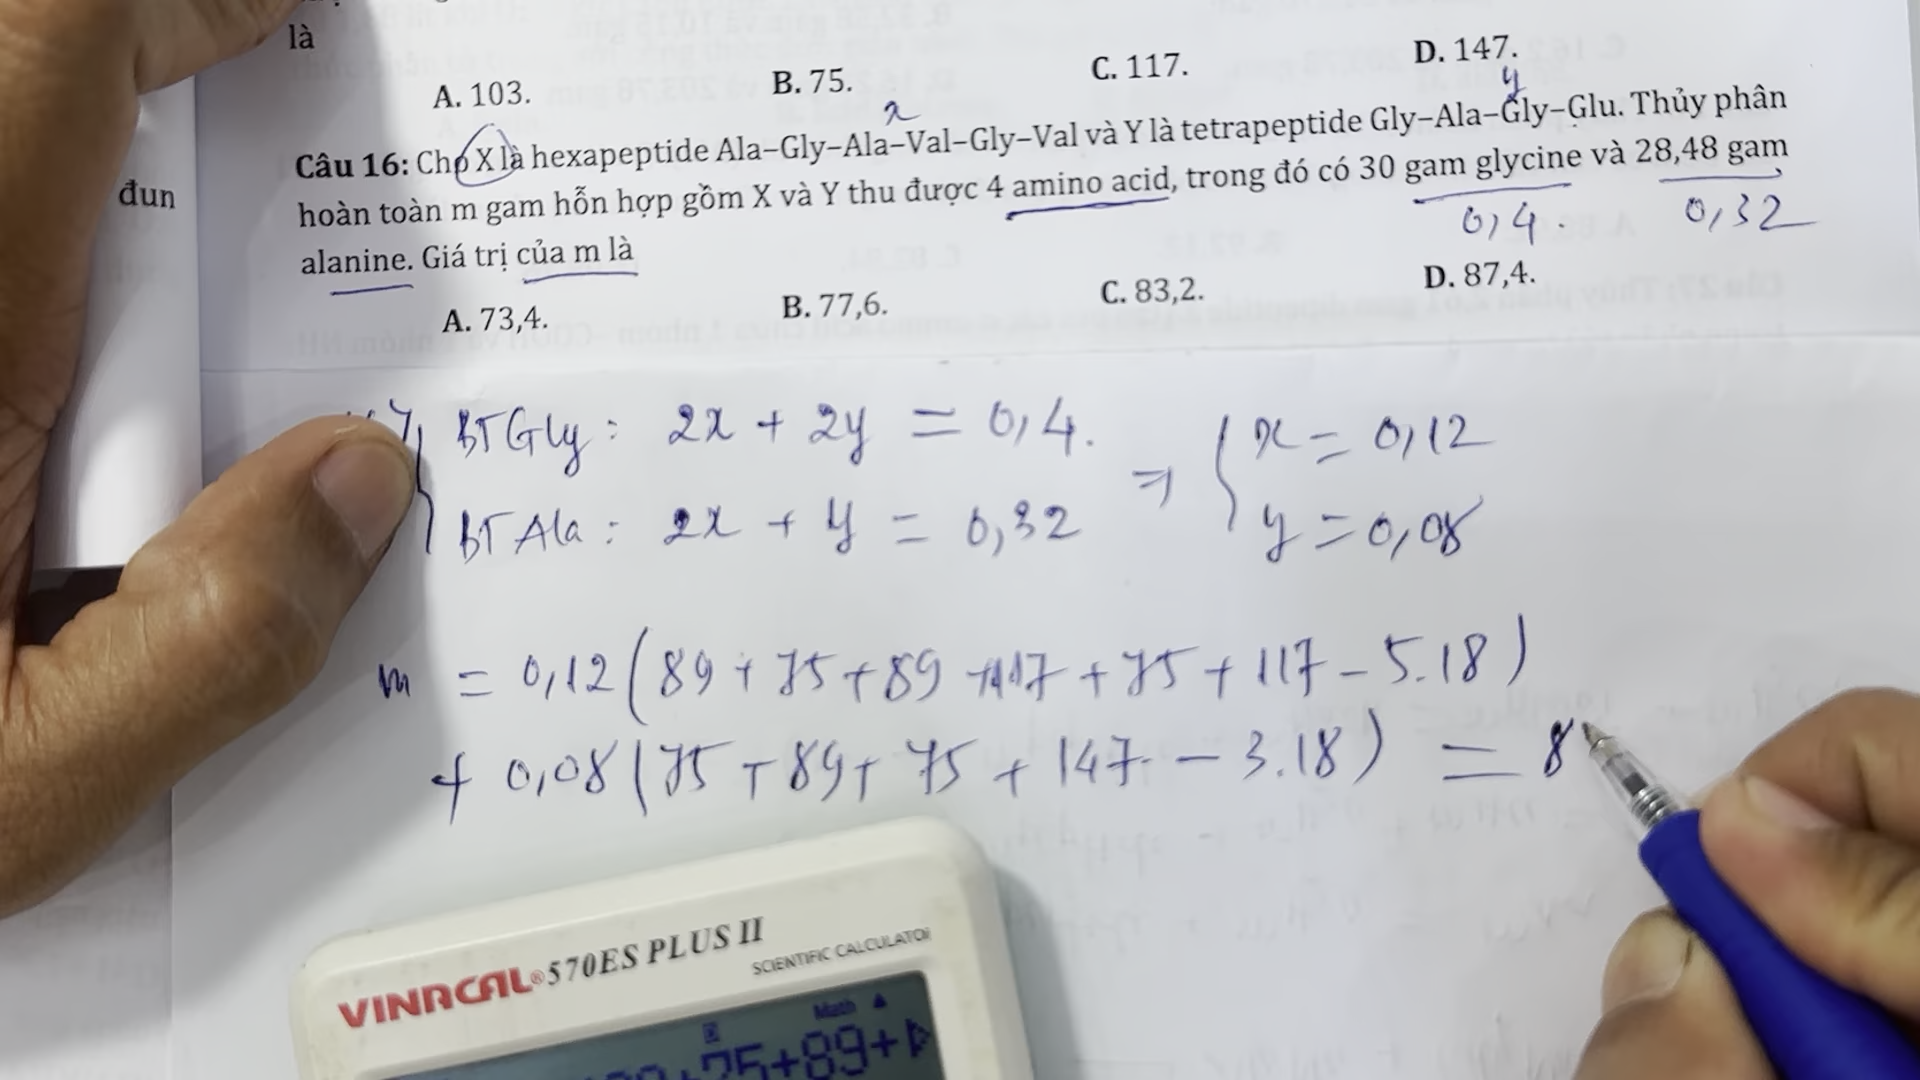 là
A. 103. B. 75. C. 117. D. 147.
x y
Câu 16: Cho X là hexapeptide Ala–Gly–Ala–Val–Gly–Val và Y là tetrapeptide Gly–Ala–Gly–Glu. Thủy phân
đun
hoàn toàn m gam hỗn hợp gồm X và Y thu được 4 amino acid, trong đó có 30 gam glycine và 28,48 gam
0,4. 0,32
alanine. Giá trị của m là
A. 73,4. B. 77,6. C. 83,2. D. 87,4.
BT Gly: 2x + 2y = 0,4. => { x = 0,12
BT Ala: 2x + y = 0,32 y = 0,08
m = 0,12(89 + 75 + 89 + 117 + 75 + 117 – 5.18)
+ 0,08(75 + 89 + 75 + 147 – 3.18) = 8
VINACAL® 570ES PLUS II
SCIENTIFIC CALCULATOR
Math ▲
+75+89+